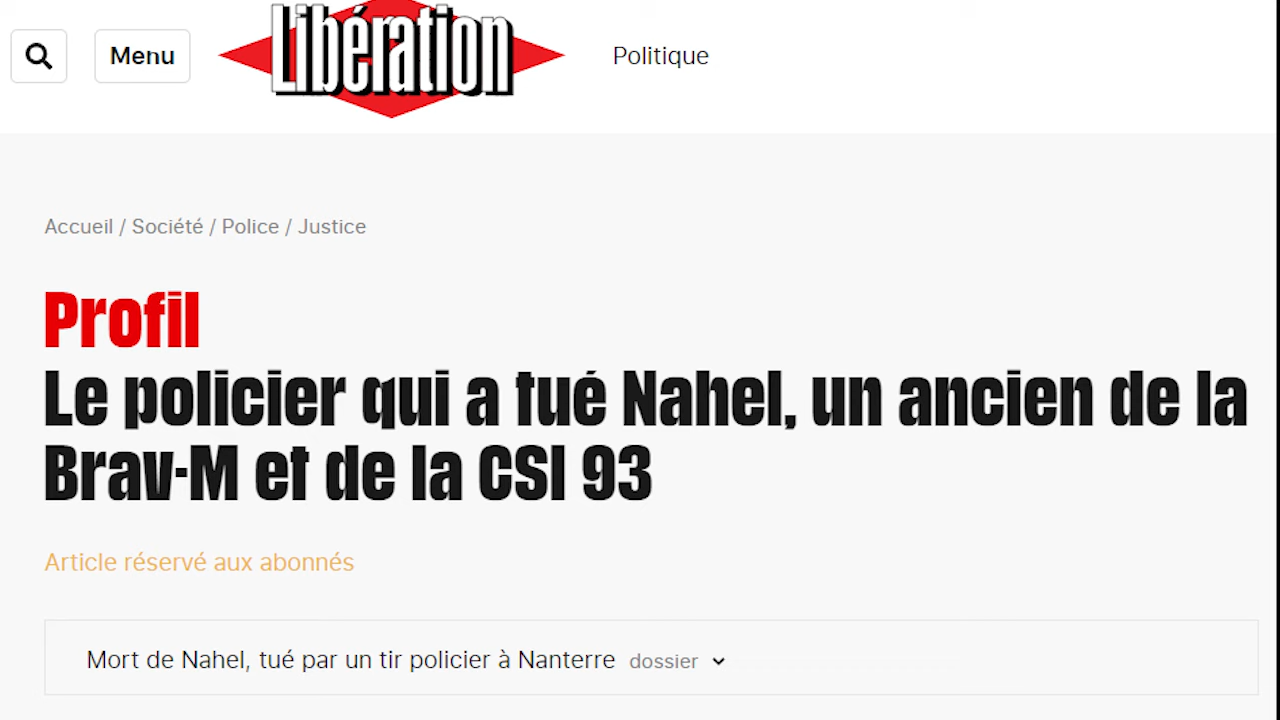 Menu
Libération
Politique
Accueil / Société / Police / Justice
Profil
Le policier qui a tué Nahel, un ancien de la
Brav-M et de la CSI 93
Article réservé aux abonnés
Mort de Nahel, tué par un tir policier à Nanterre dossier